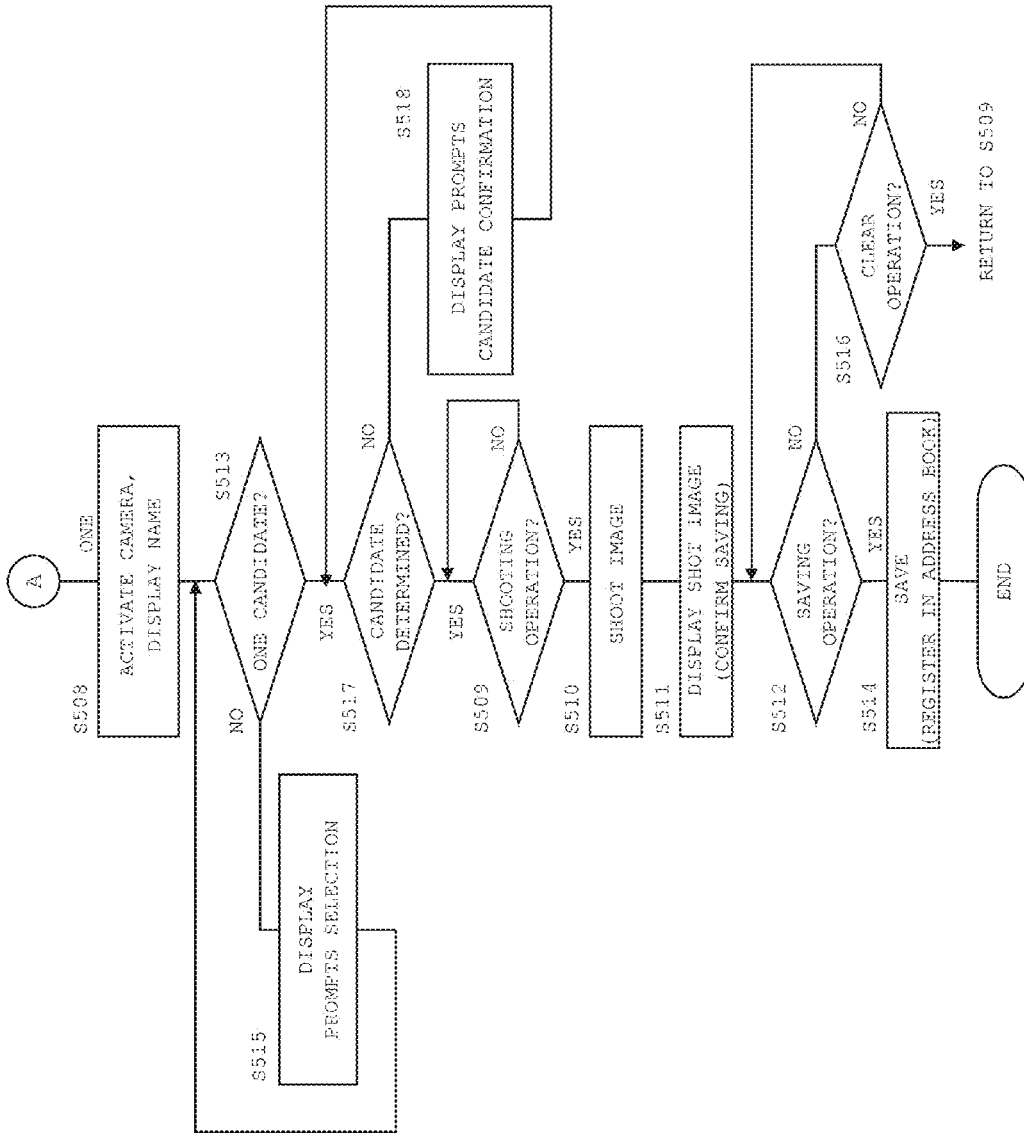 A
ONE
S508
ACTIVATE CAMERA,
DISPLAY NAME
S513
ONE CANDIDATE?
NO
YES
S515
DISPLAY
PROMPTS SELECTION
S517
CANDIDATE
DETERMINED?
NO
YES
S518
DISPLAY PROMPTS
CANDIDATE CONFIRMATION
S509
SHOOTING
OPERATION?
NO
YES
S510
SHOOT IMAGE
S511
DISPLAY SHOT IMAGE
(CONFIRM SAVING)
S512
SAVING
OPERATION?
NO
YES
S516
CLEAR
OPERATION?
NO
YES
RETURN TO S509
S514
SAVE
(REGISTER IN ADDRESS BOOK)
END